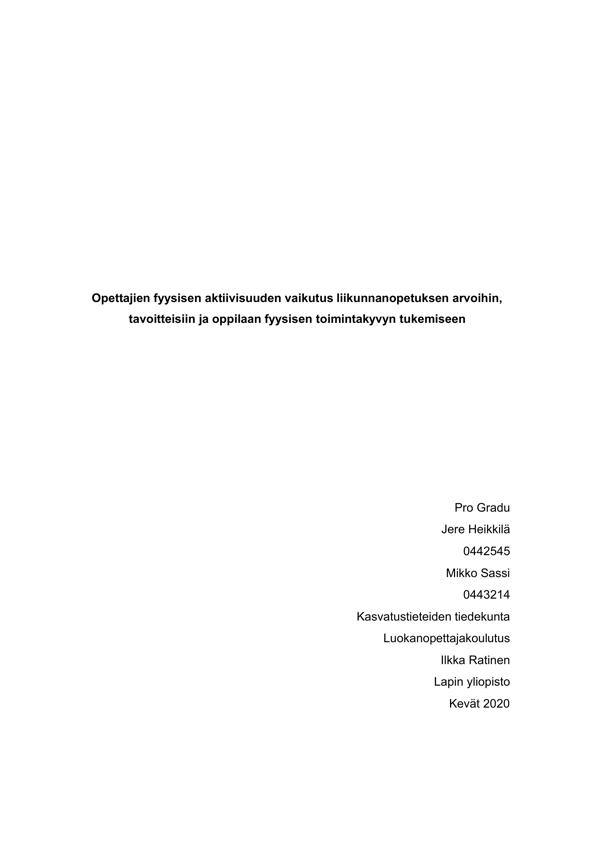 Opettajien fyysisen aktiivisuuden vaikutus liikunnanopetuksen arvoihin,
tavoitteisiin ja oppilaan fyysisen toimintakyvyn tukemiseen
Pro Gradu
Jere Heikkilä
0442545
Mikko Sassi
0443214
Kasvatustieteiden tiedekunta
Luokanopettajakoulutus
Ilkka Ratinen
Lapin yliopisto
Kevät 2020